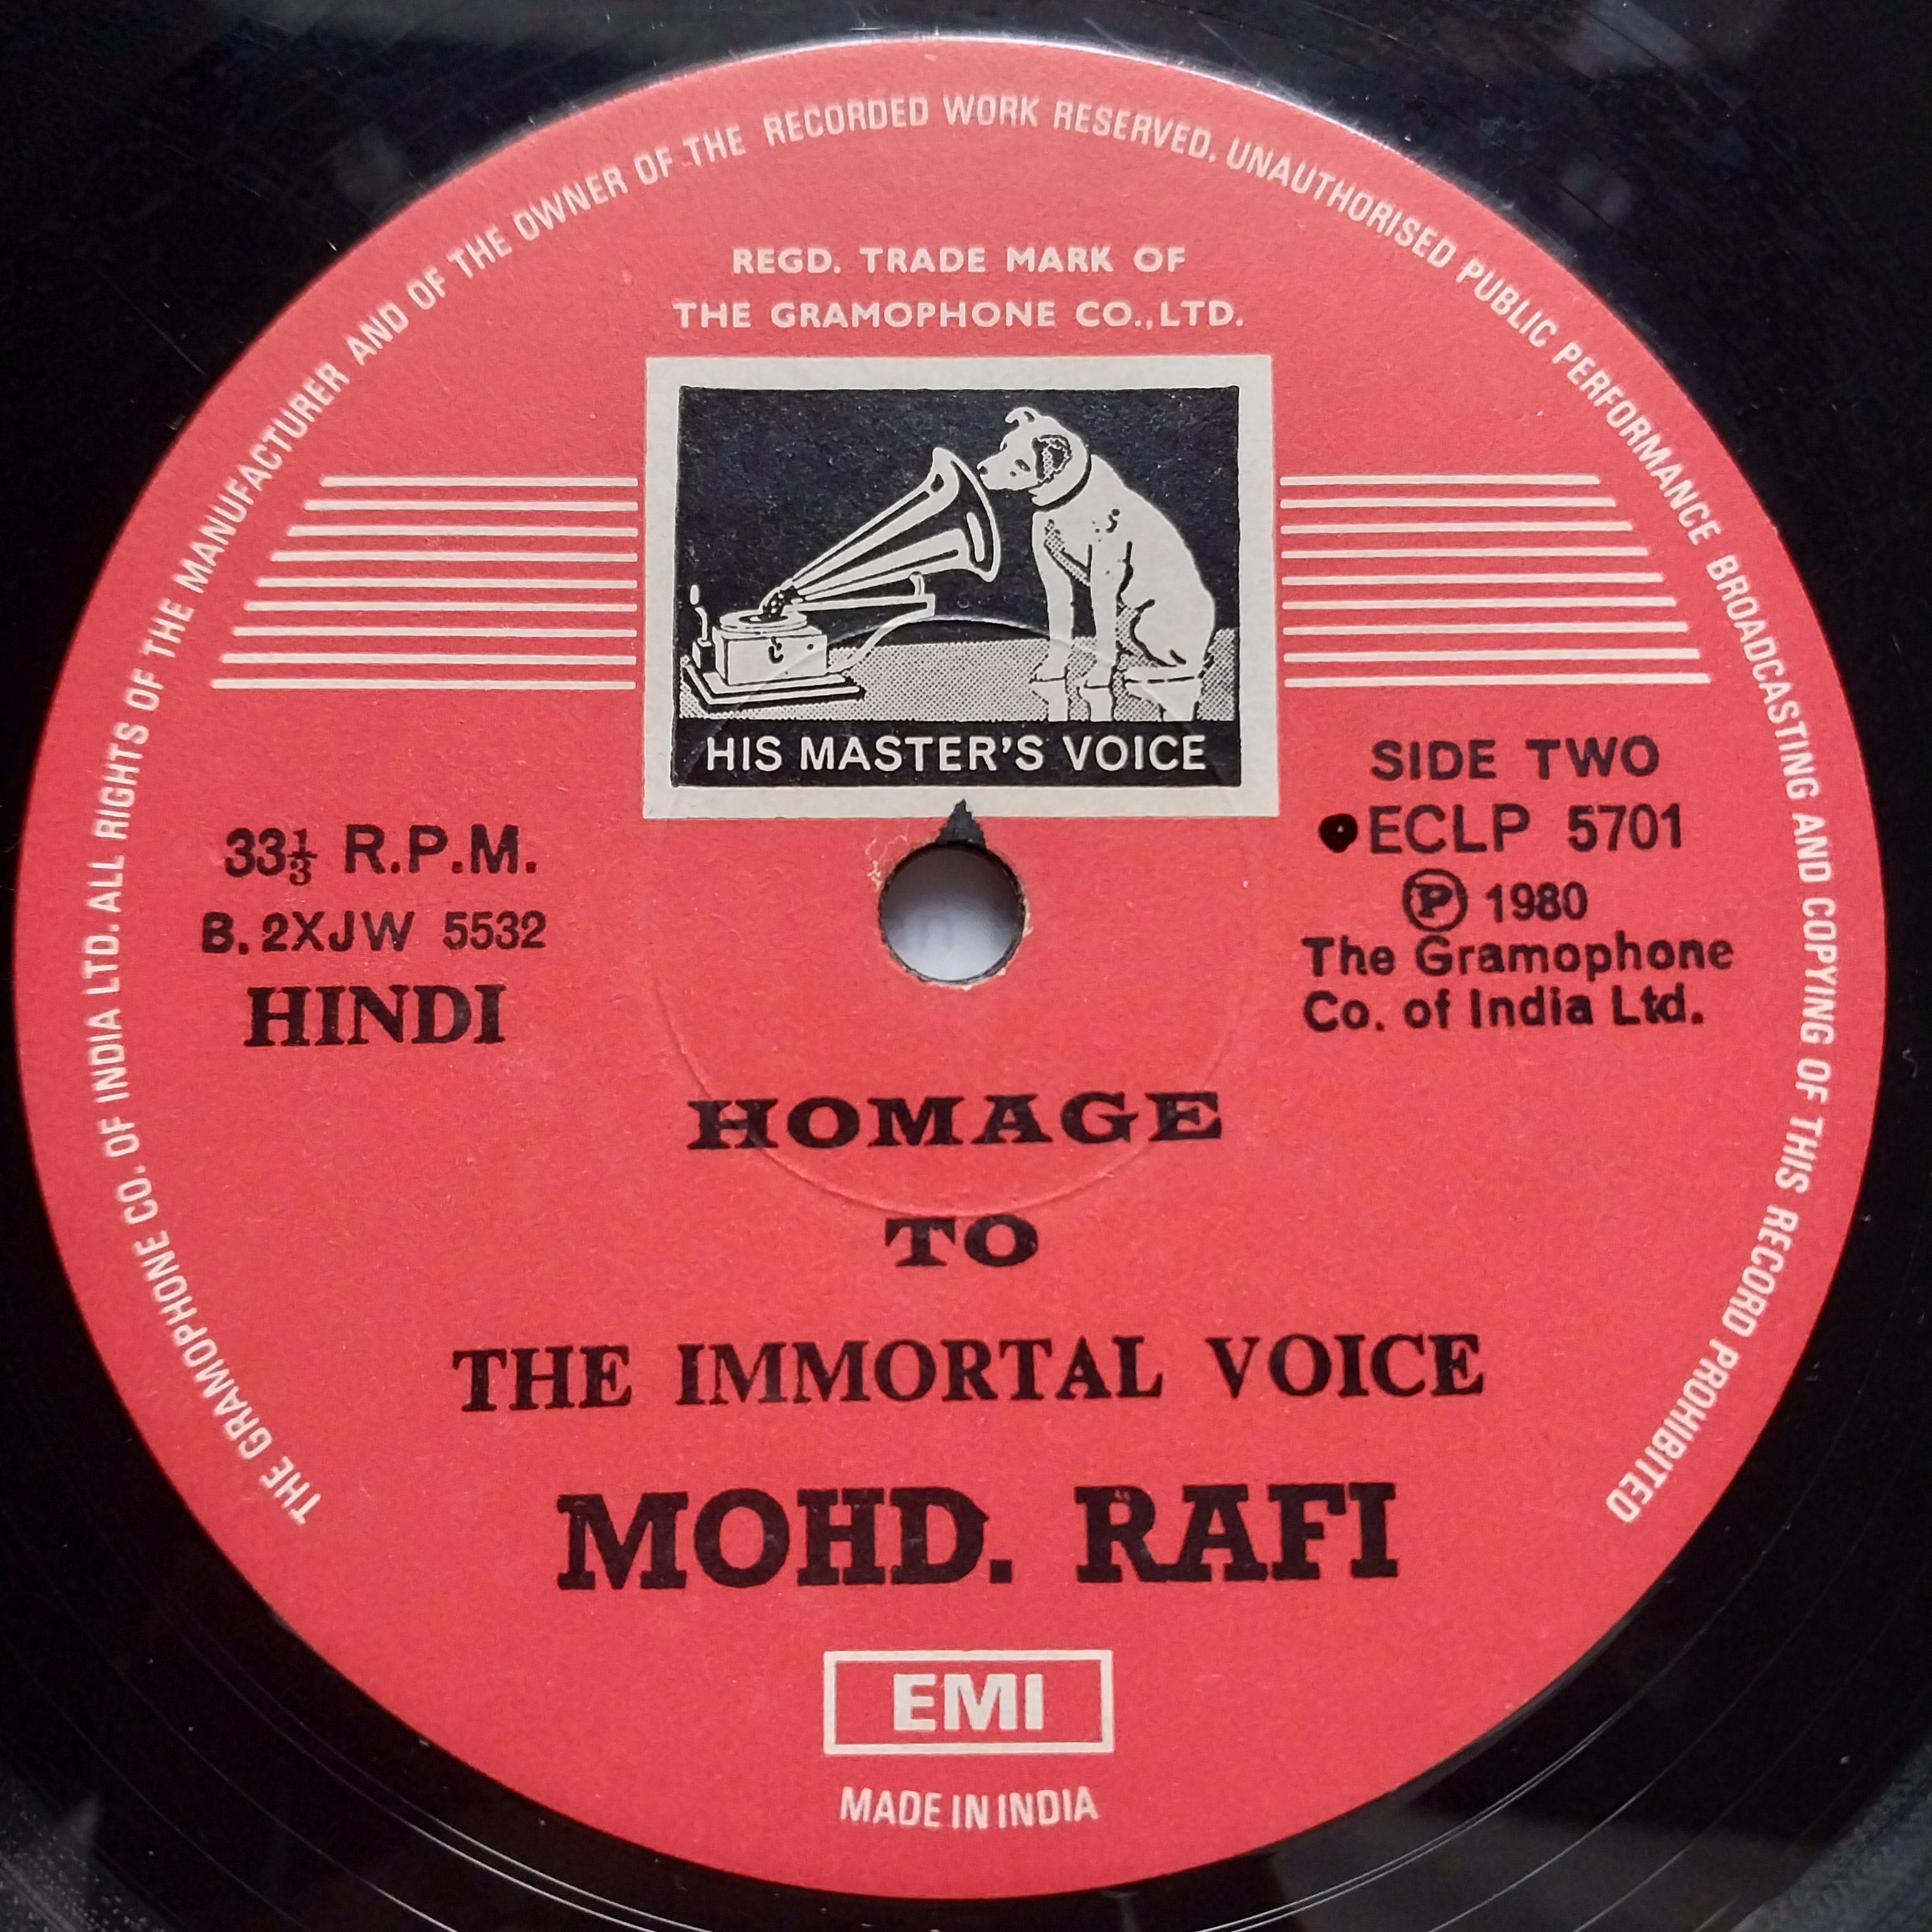 THE GRAMOPHONE CO. OF INDIA LTD. ALL RIGHTS OF THE MANUFACTURER AND OF THE OWNER OF THE RECORDED WORK RESERVED. UNAUTHORISED PUBLIC PERFORMANCE BROADCASTING AND COPYING OF THIS RECORD PROHIBITED
REGD. TRADE MARK OF
THE GRAMOPHONE CO.,LTD.
HIS MASTER'S VOICE
33⅓ R.P.M.
B. 2XJW 5532
HINDI
SIDE TWO
●ECLP 5701
Ⓟ 1980
The Gramophone
Co. of India Ltd.
HOMAGE
TO
THE IMMORTAL VOICE
MOHD. RAFI
EMI
MADE IN INDIA